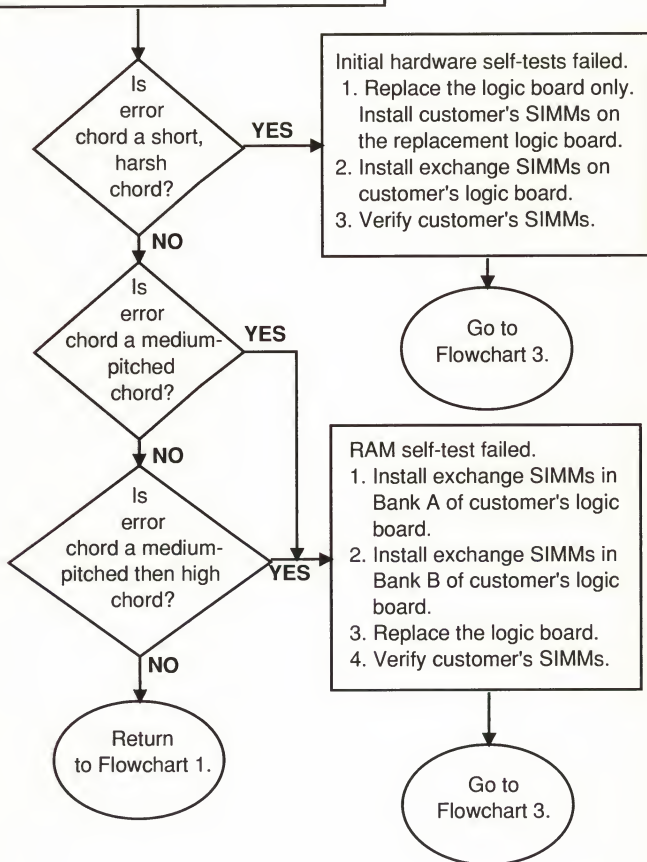 Is
error
chord a short,
harsh
chord?
YES
Initial hardware self-tests failed.
1. Replace the logic board only.
Install customer's SIMMs on
the replacement logic board.
2. Install exchange SIMMs on
customer's logic board.
3. Verify customer's SIMMs.
NO
Go to
Flowchart 3.
Is
error
chord a medium-
pitched
chord?
YES
NO
RAM self-test failed.
1. Install exchange SIMMs in
Bank A of customer's logic
board.
2. Install exchange SIMMs in
Bank B of customer's logic
board.
3. Replace the logic board.
4. Verify customer's SIMMs.
Is
error
chord a medium-
pitched then high
chord?
YES
NO
Return
to Flowchart 1.
Go to
Flowchart 3.